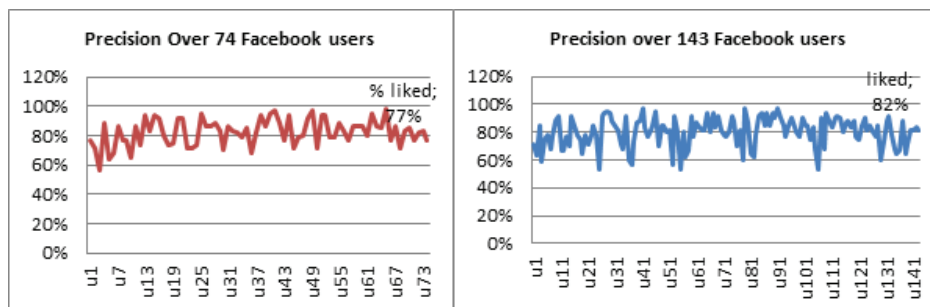 Precision Over 74 Facebook users
120%
100%
80%
60%
40%
20%
0%
% liked;
77%
u1
u7
u13
u19
u25
u31
u37
u43
u49
u55
u61
u67
u73
Precision over 143 Facebook users
120%
100%
80%
60%
40%
20%
0%
liked;
82%
u1
u11
u21
u31
u41
u51
u61
u71
u81
u91
u101
u111
u121
u131
u141